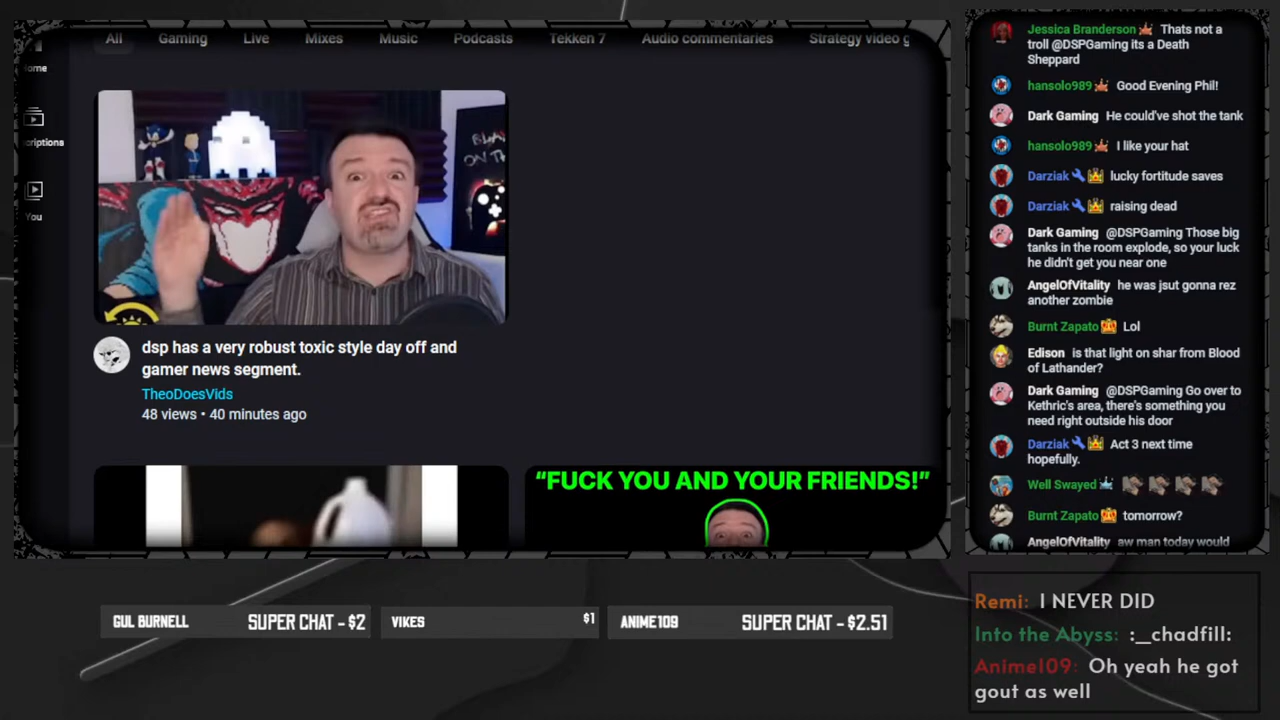 All Gaming Live Mixes Music Podcasts Tekken 7 Audio commentaries Strategy video g
ome
criptions
You
dsp has a very robust toxic style day off and
gamer news segment.
TheoDoesVids
48 views • 40 minutes ago
“FUCK YOU AND YOUR FRIENDS!”
Jessica Branderson Thats not a
troll @DSPGaming its a Death
Sheppard
hansolo989 Good Evening Phil!
Dark Gaming He could've shot the tank
hansolo989 I like your hat
Darziak lucky fortitude saves
Darziak raising dead
Dark Gaming @DSPGaming Those big
tanks in the room explode, so your luck
he didn't get you near one
AngelOfVitality he was jsut gonna rez
another zombie
Burnt Zapato Lol
Edison is that light on shar from Blood
of Lathander?
Dark Gaming @DSPGaming Go over to
Kethric's area, there's something you
need right outside his door
Darziak Act 3 next time
hopefully.
Well Swayed
Burnt Zapato tomorrow?
AngelOfVitality aw man today would
GUL BURNELL SUPER CHAT - $2
VIKES $1
ANIME109 SUPER CHAT - $2.51
Remi: I NEVER DID
Into the Abyss: :_chadfill:
Anime109: Oh yeah he got
gout as well